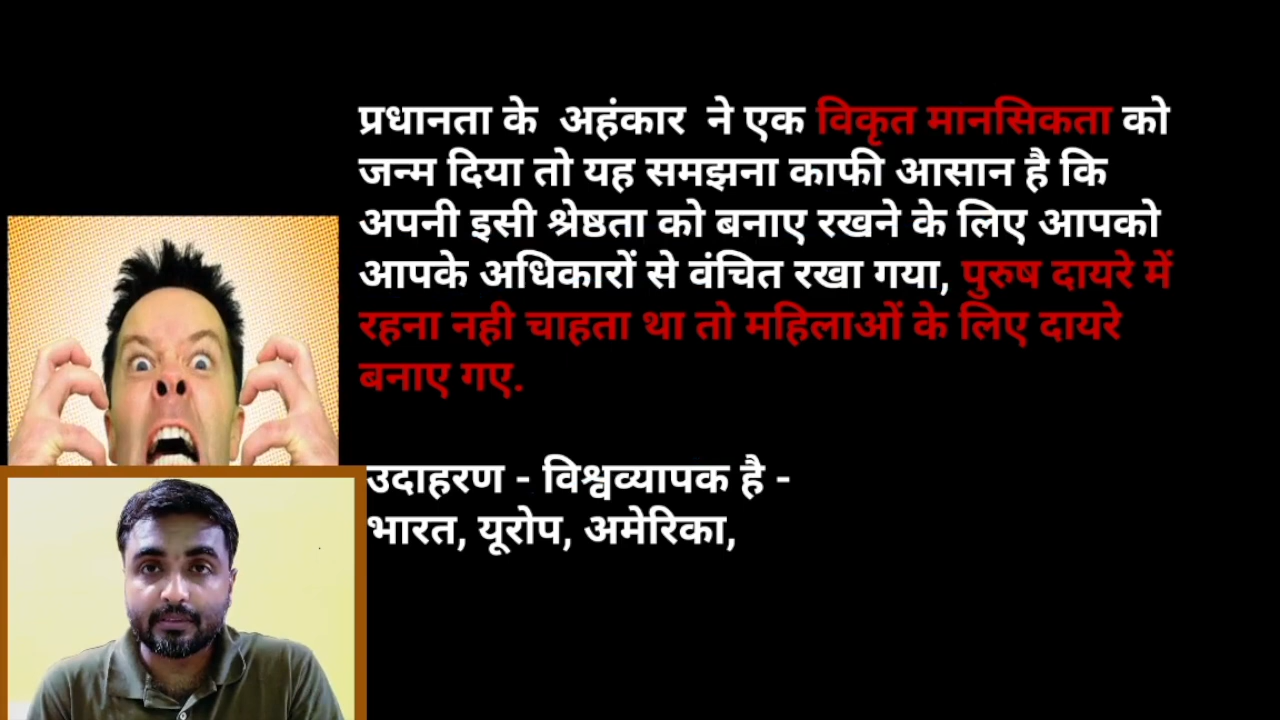 प्रधानता के अहंकार ने एक विकृत मानसिकता को
जन्म दिया तो यह समझना काफी आसान है कि
अपनी इसी श्रेष्ठता को बनाए रखने के लिए आपको
आपके अधिकारों से वंचित रखा गया, पुरुष दायरे में
रहना नही चाहता था तो महिलाओं के लिए दायरे
बनाए गए.
उदाहरण - विश्वव्यापक है -
भारत, यूरोप, अमेरिका,